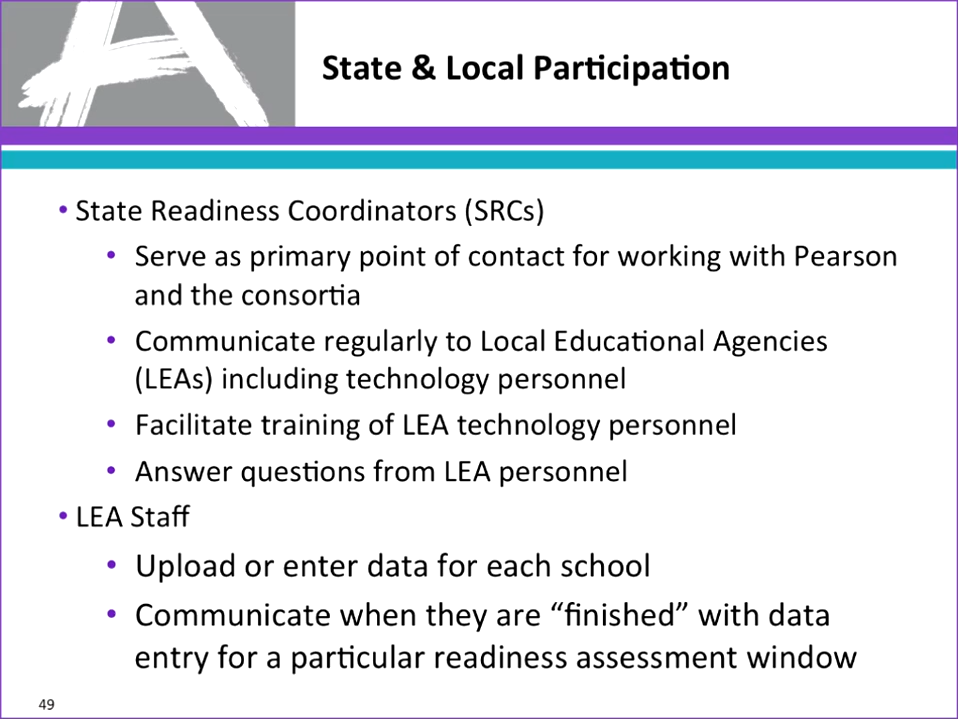 State & Local Participation
• State Readiness Coordinators (SRCs)
• Serve as primary point of contact for working with Pearson
and the consortia
• Communicate regularly to Local Educational Agencies
(LEAs) including technology personnel
• Facilitate training of LEA technology personnel
• Answer questions from LEA personnel
• LEA Staff
• Upload or enter data for each school
• Communicate when they are “finished” with data
entry for a particular readiness assessment window
49